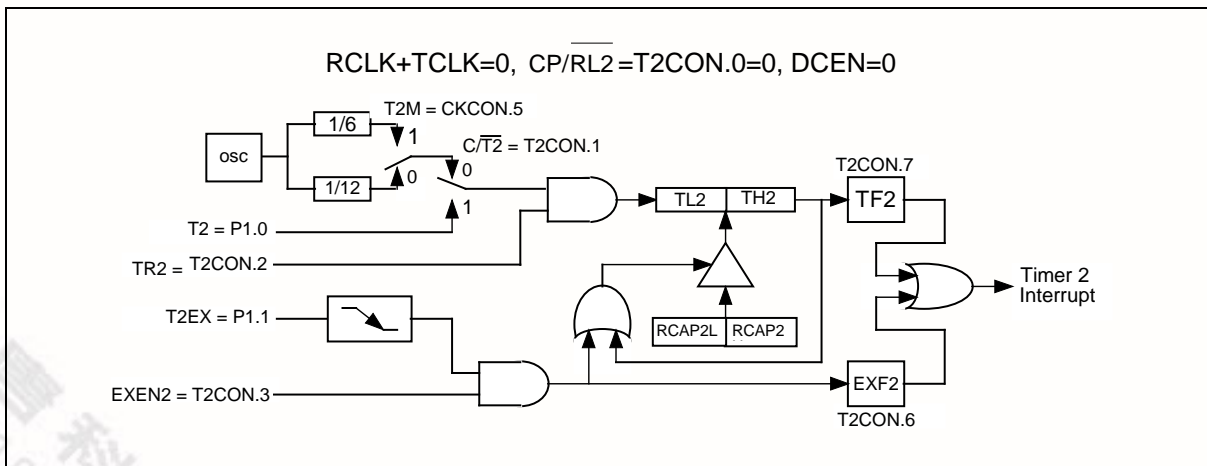 RCLK+TCLK=0, CP/RL2=T2CON.0=0, DCEN=0
T2M = CKCON.5
1/6
1
osc
C/T2 = T2CON.1
0
1/12
0
1
T2CON.7
TL2
TH2
TF2
T2 = P1.0
TR2 = T2CON.2
Timer 2
Interrupt
T2EX = P1.1
RCAP2L
RCAP2
EXEN2 = T2CON.3
EXF2
T2CON.6